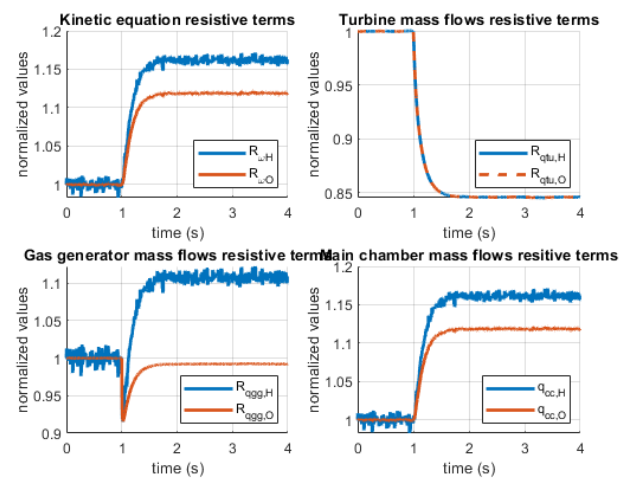 Kinetic equation resistive terms
normalized values
1.2
1.15
1.1
1.05
1
R_ωH
R_ωO
0
1
2
3
4
time (s)
Turbine mass flows resistive terms
normalized values
1
0.95
0.9
0.85
R_qtu,H
R_qtu,O
0
1
2
3
4
time (s)
Gas generator mass flows resistive terms
normalized values
1.1
1.05
1
0.95
0.9
R_qgg,H
R_qgg,O
0
1
2
3
4
time (s)
Main chamber mass flows resitive terms
normalized values
1.2
1.15
1.1
1.05
1
q_cc,H
q_cc,O
0
1
2
3
4
time (s)